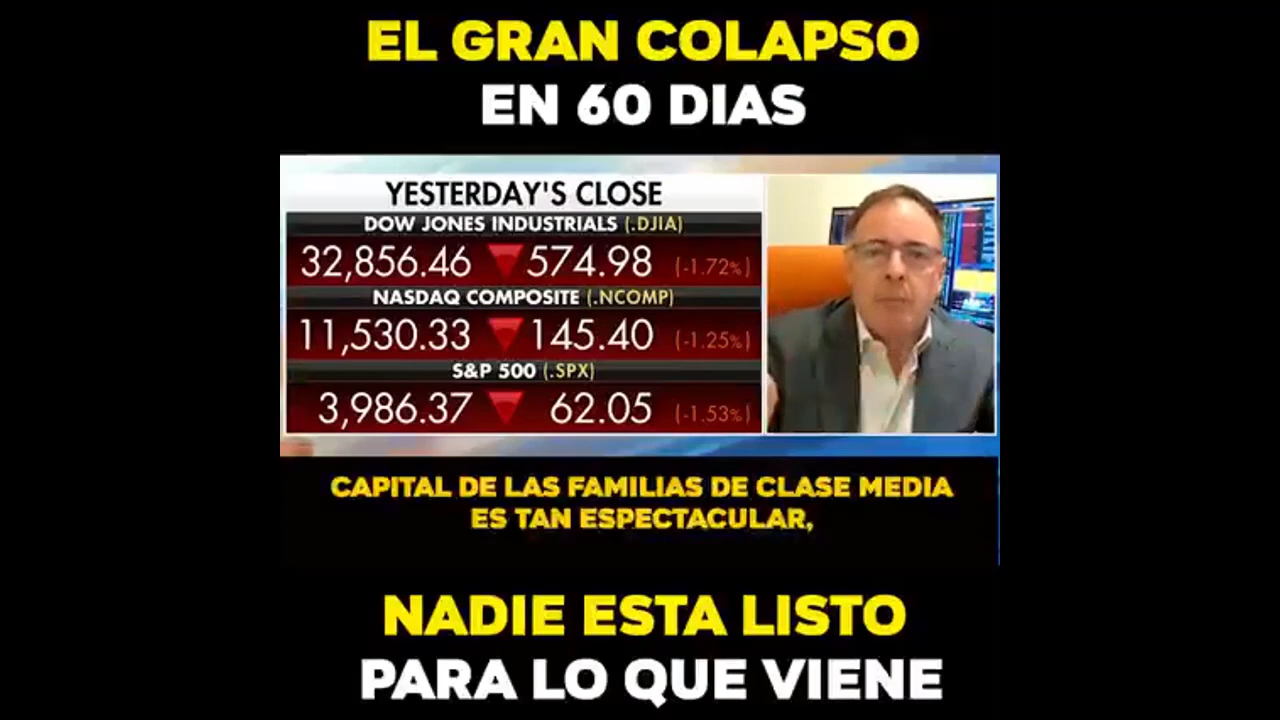 EL GRAN COLAPSO
EN 60 DIAS
YESTERDAY'S CLOSE
DOW JONES INDUSTRIALS (.DJIA)
32,856.46 ▼ 574.98 (-1.72%)
NASDAQ COMPOSITE (.NCOMP)
11,530.33 ▼ 145.40 (-1.25%)
S&P 500 (.SPX)
3,986.37 ▼ 62.05 (-1.53%)
CAPITAL DE LAS FAMILIAS DE CLASE MEDIA
ES TAN ESPECTACULAR,
NADIE ESTA LISTO
PARA LO QUE VIENE